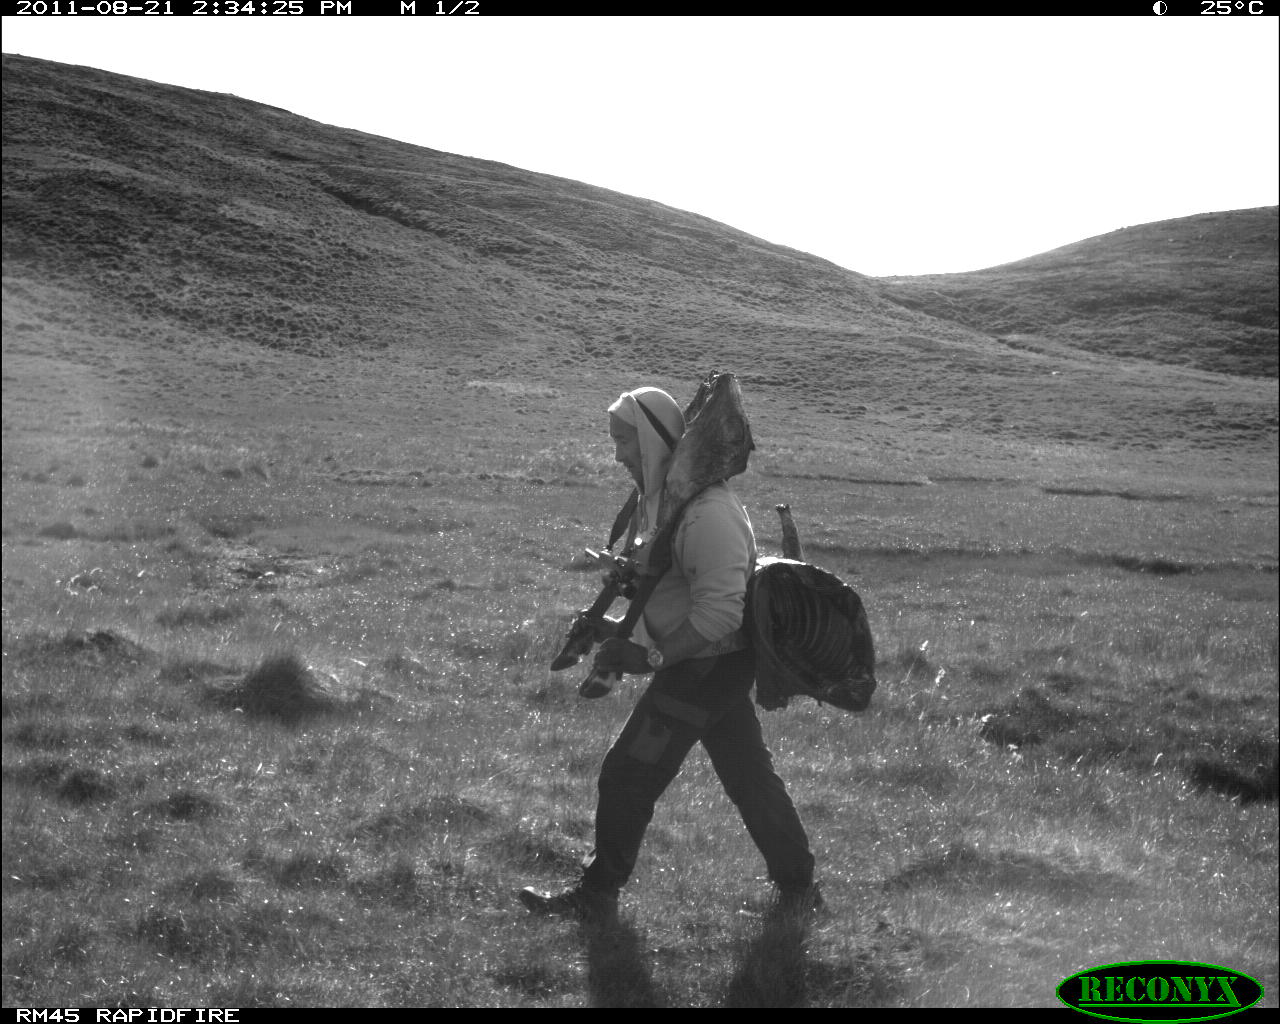 2011-08-21 2:34:25 PM M 1/2 25°C
RECONYX
RM45 RAPIDFIRE